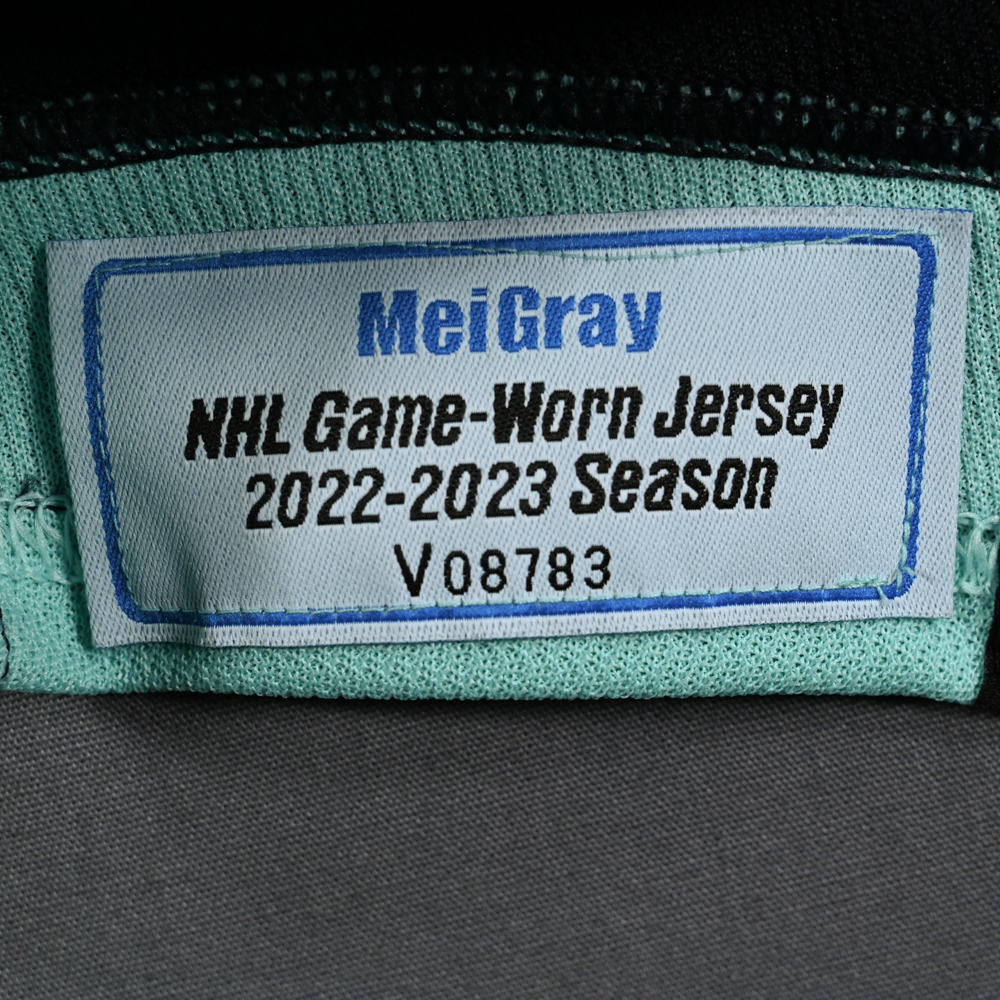 MeiGray
NHL Game-Worn Jersey
2022-2023 Season
V08783